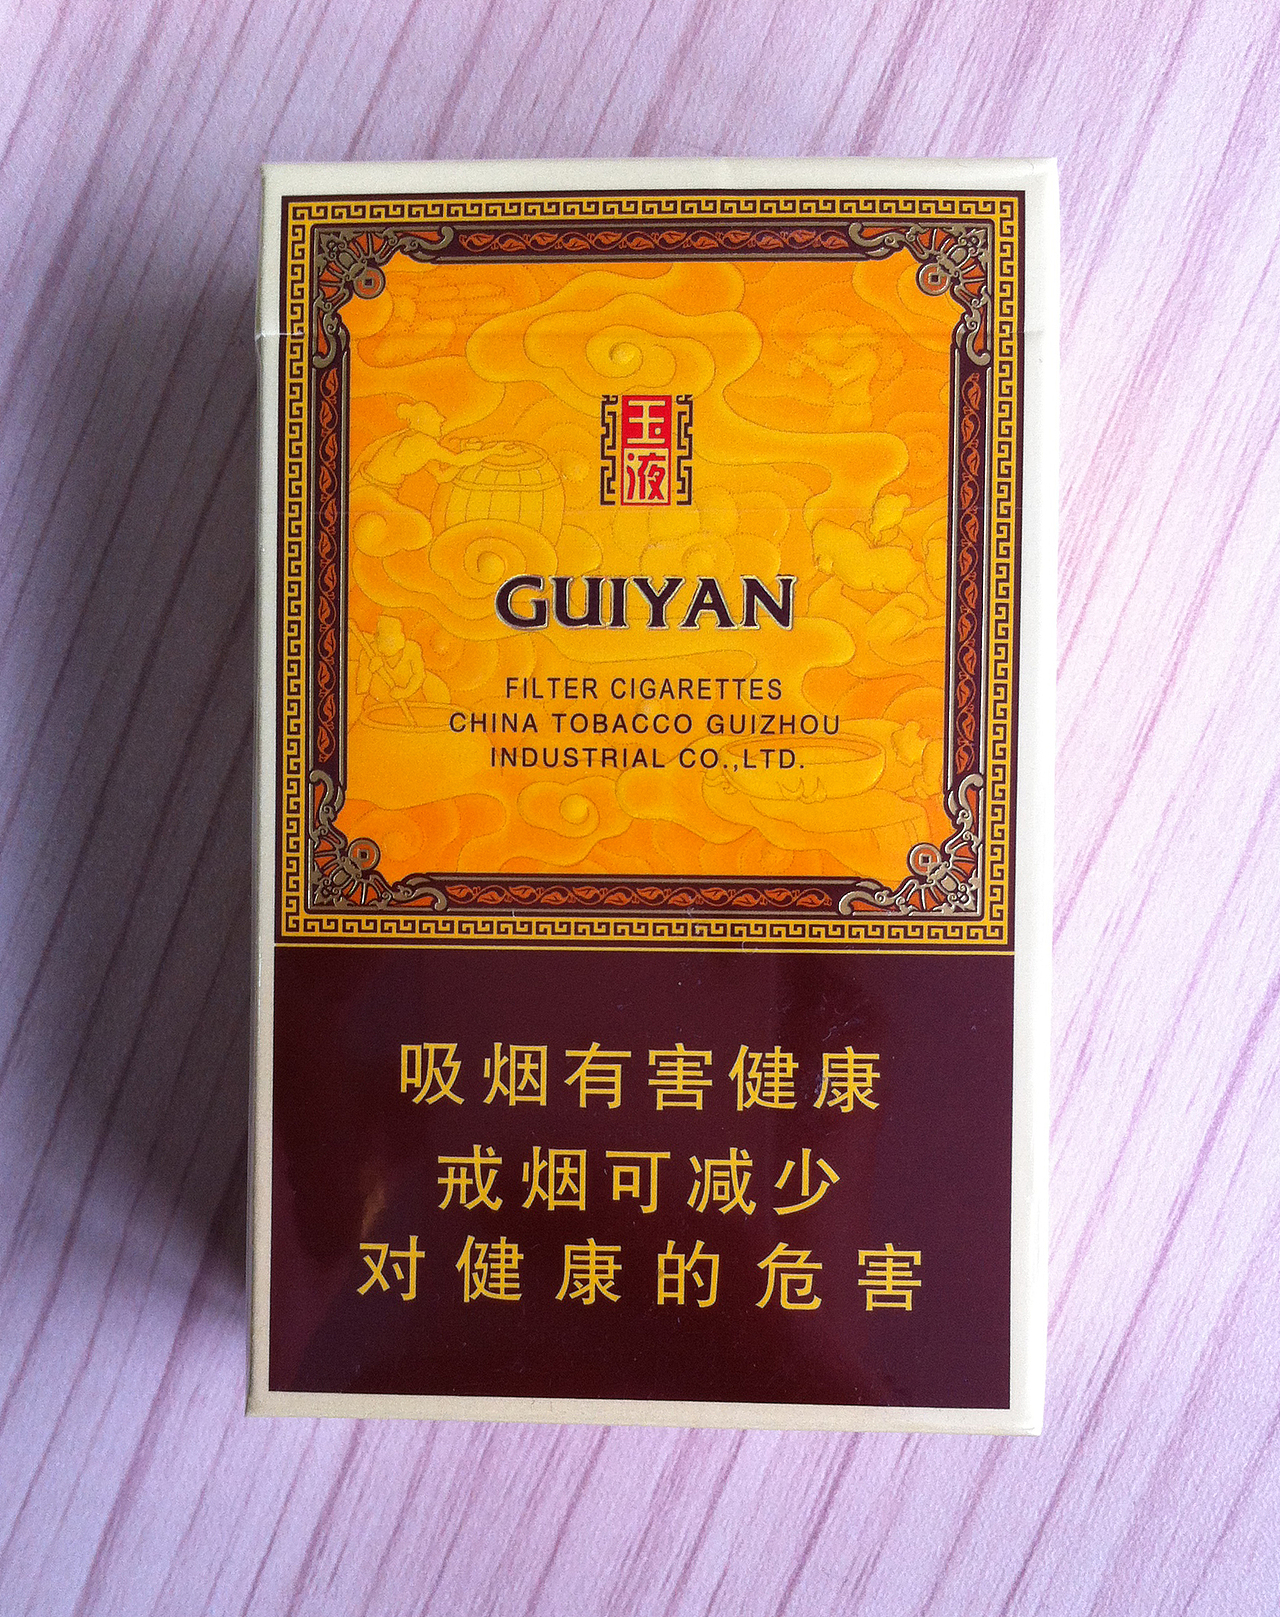 玉液
GUIYAN
FILTER CIGARETTES
CHINA TOBACCO GUIZHOU
INDUSTRIAL CO.,LTD.
吸烟有害健康
戒烟可减少
对健康的危害